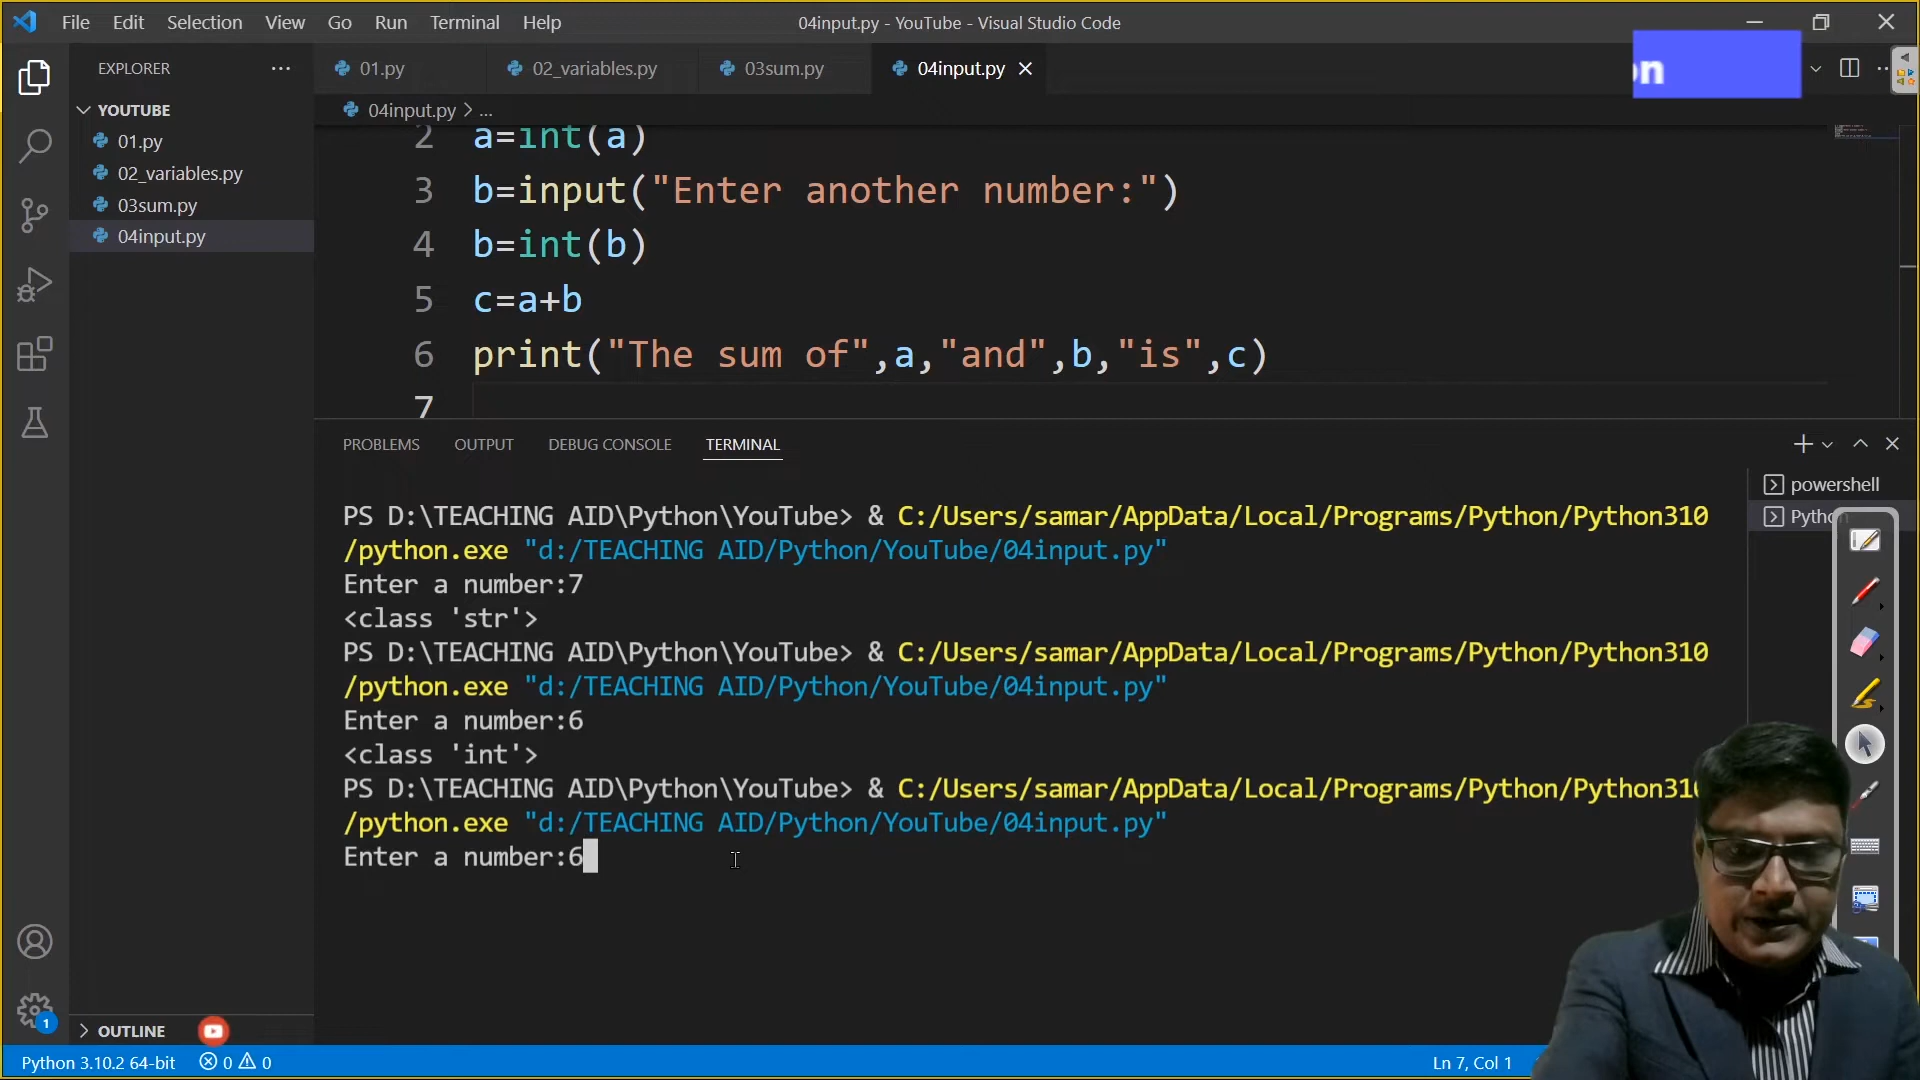 File Edit Selection View Go Run Terminal Help
04input.py - YouTube - Visual Studio Code
EXPLORER
01.py
02_variables.py
03sum.py
04input.py
on
YOUTUBE
04input.py > ...
01.py
02_variables.py
03sum.py
04input.py
2 a=int(a)
3 b=input("Enter another number:")
4 b=int(b)
5 c=a+b
6 print("The sum of",a,"and",b,"is",c)
7
PROBLEMS OUTPUT DEBUG CONSOLE TERMINAL
powershell
PS D:\TEACHING AID\Python\YouTube> & C:/Users/samar/AppData/Local/Programs/Python/Python310
/python.exe "d:/TEACHING AID/Python/YouTube/04input.py"
Enter a number:7
<class 'str'>
PS D:\TEACHING AID\Python\YouTube> & C:/Users/samar/AppData/Local/Programs/Python/Python310
/python.exe "d:/TEACHING AID/Python/YouTube/04input.py"
Enter a number:6
<class 'int'>
PS D:\TEACHING AID\Python\YouTube> & C:/Users/samar/AppData/Local/Programs/Python/Python310
/python.exe "d:/TEACHING AID/Python/YouTube/04input.py"
Enter a number:6
OUTLINE
1
Python 3.10.2 64-bit 0 0
Ln 7, Col 1